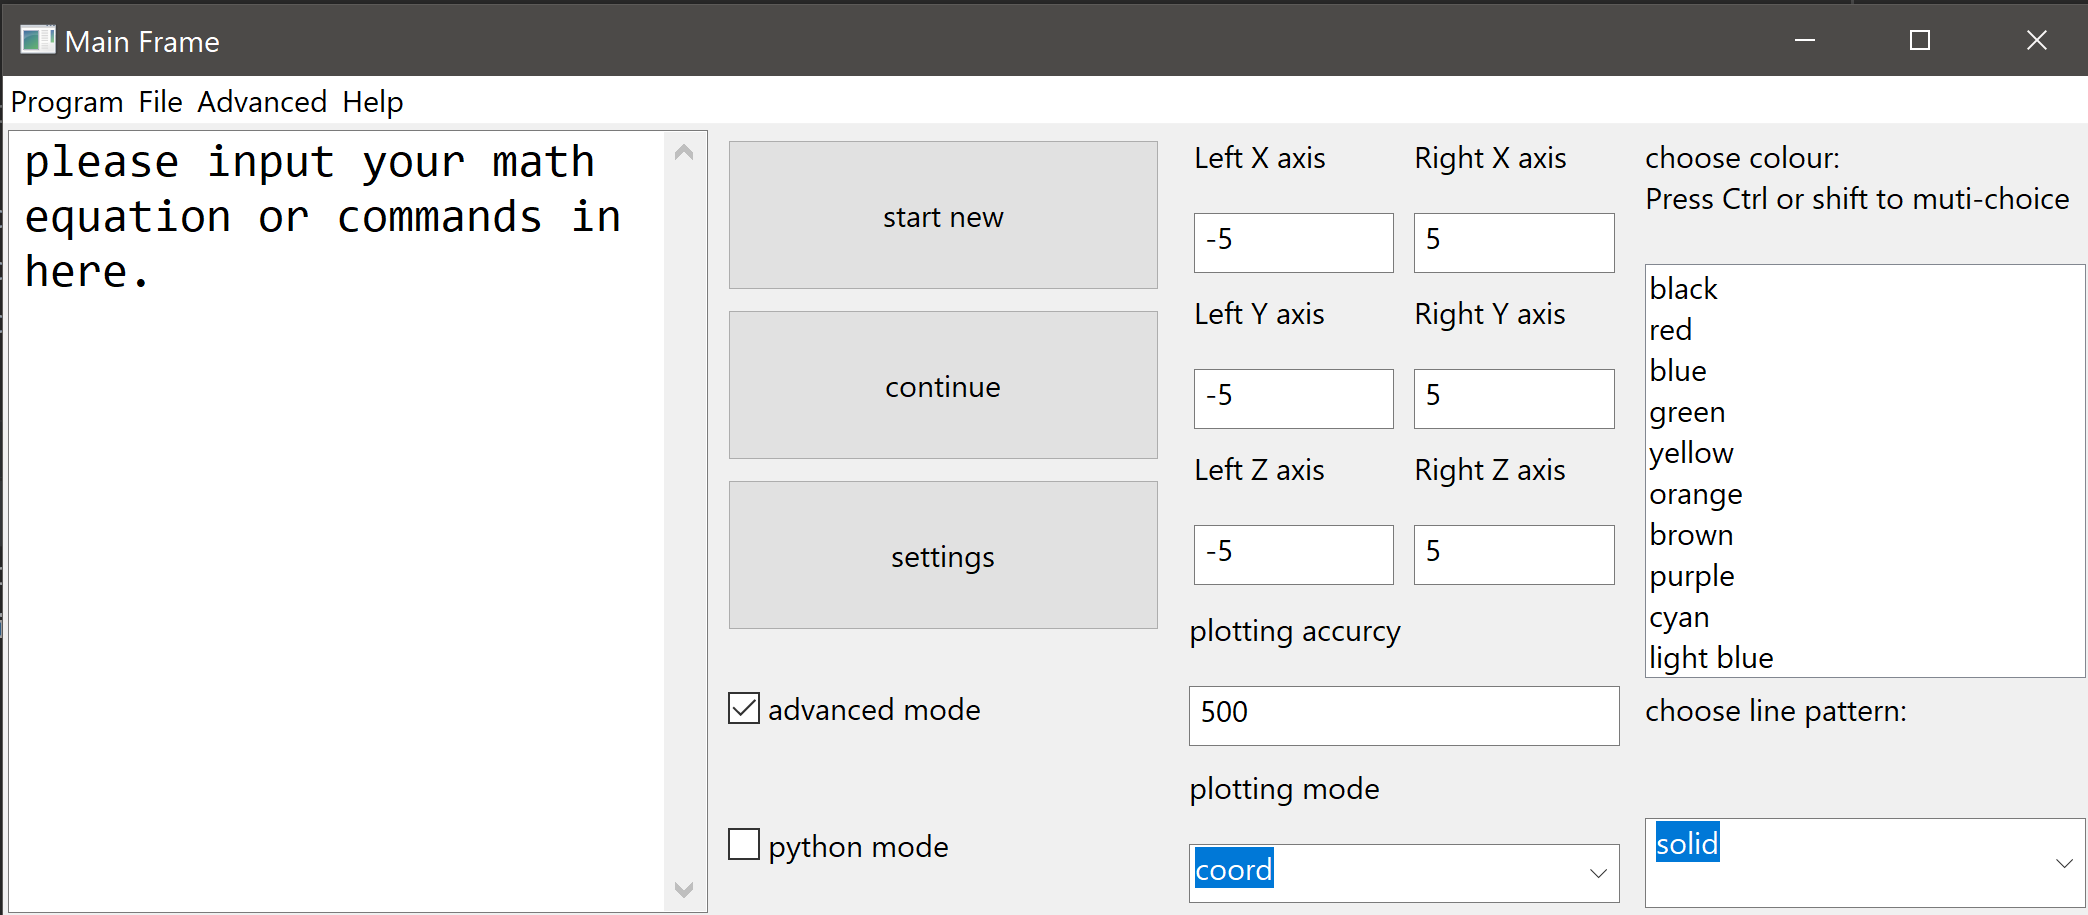 Main Frame
Program File Advanced Help
please input your math
equation or commands in
here.
start new
continue
settings
advanced mode
python mode
Left X axis Right X axis
-5 5
Left Y axis Right Y axis
-5 5
Left Z axis Right Z axis
-5 5
plotting accurcy
500
plotting mode
coord
choose colour:
Press Ctrl or shift to muti-choice
black
red
blue
green
yellow
orange
brown
purple
cyan
light blue
choose line pattern:
solid